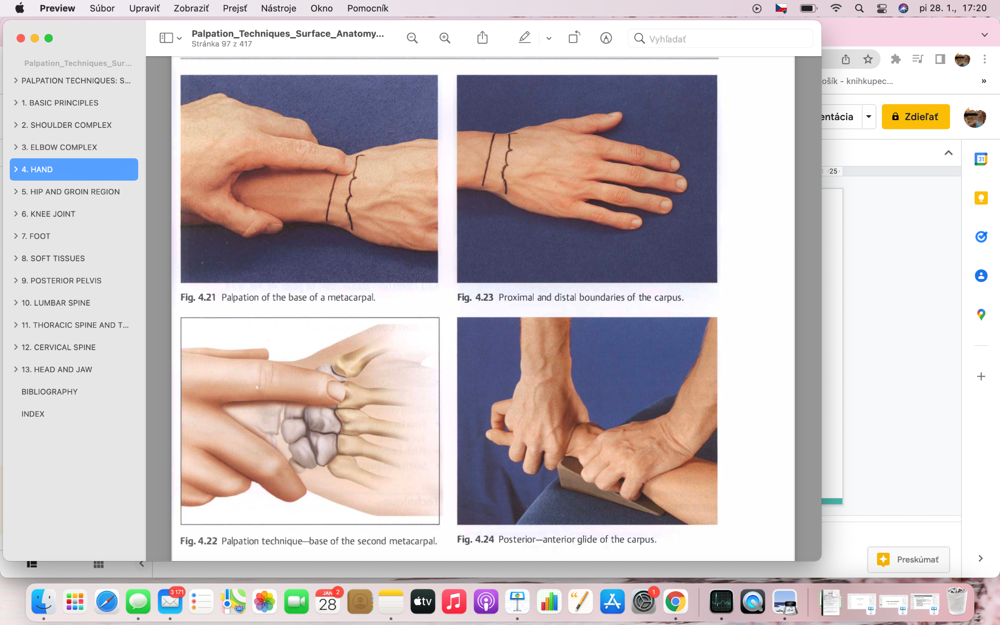 Preview Súbor Upraviť Zobraziť Prejsť Nástroje Okno Pomocník pi 28. 1., 17:20
Palpation_Techniques_Surface_Anatomy...
Stránka 97 z 417
Vyhľadať
Palpation_Techniques_Sur...
PALPATION TECHNIQUES: S...
1. BASIC PRINCIPLES
2. SHOULDER COMPLEX
3. ELBOW COMPLEX
4. HAND
5. HIP AND GROIN REGION
6. KNEE JOINT
7. FOOT
8. SOFT TISSUES
9. POSTERIOR PELVIS
10. LUMBAR SPINE
11. THORACIC SPINE AND T...
12. CERVICAL SPINE
13. HEAD AND JAW
BIBLIOGRAPHY
INDEX
Fig. 4.21 Palpation of the base of a metacarpal.
Fig. 4.23 Proximal and distal boundaries of the carpus.
Fig. 4.22 Palpation technique—base of the second metacarpal.
Fig. 4.24 Posterior—anterior glide of the carpus.
ošík - knihkupec...
»
entácia
Zdieľať
25
31
Preskúmať
3 171
280
JAN 2
28
tv
1